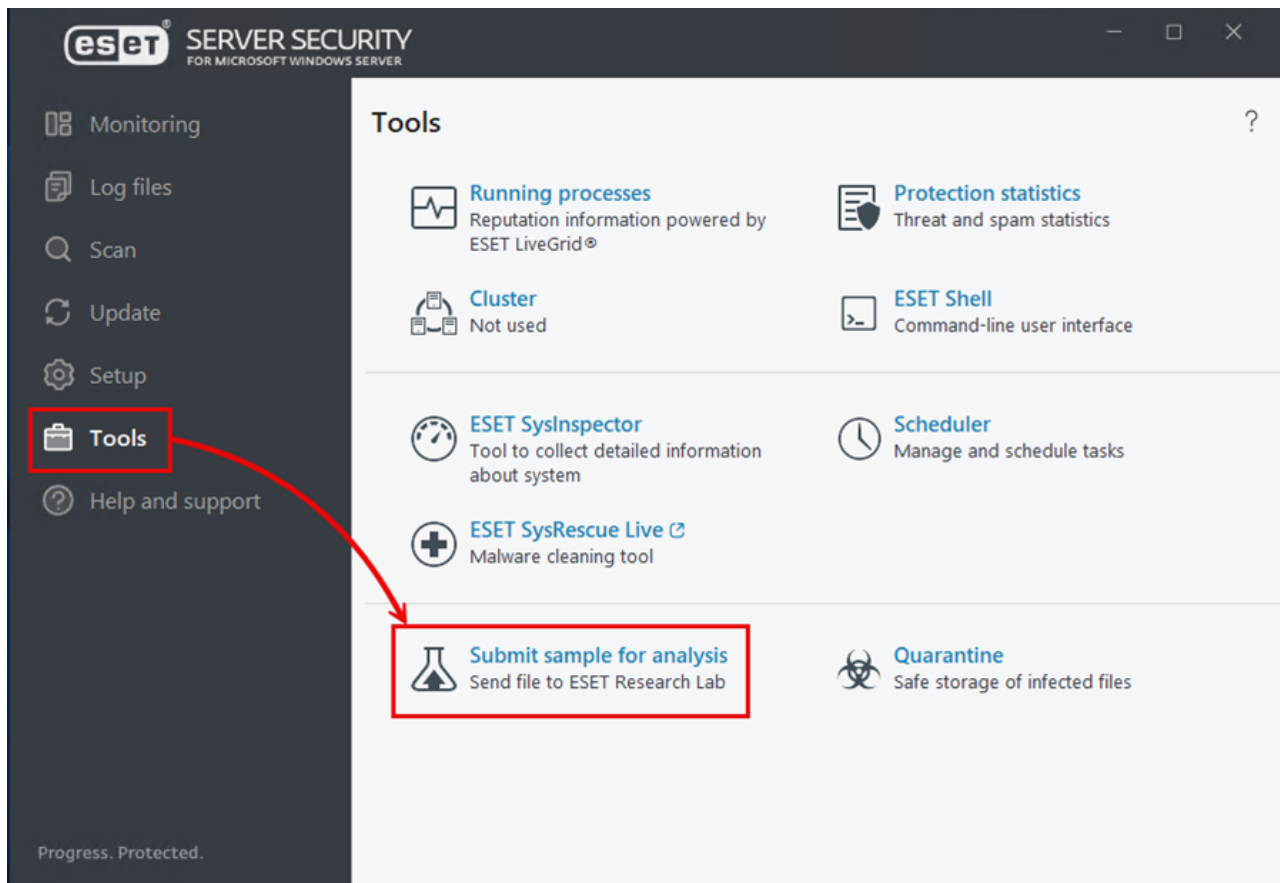 eset® SERVER SECURITY
FOR MICROSOFT WINDOWS SERVER
Monitoring
Log files
Scan
Update
Setup
Tools
Help and support
Progress. Protected.
Tools
?
Running processes
Reputation information powered by
ESET LiveGrid®
Protection statistics
Threat and spam statistics
Cluster
Not used
ESET Shell
Command-line user interface
ESET SysInspector
Tool to collect detailed information
about system
Scheduler
Manage and schedule tasks
ESET SysRescue Live
Malware cleaning tool
Submit sample for analysis
Send file to ESET Research Lab
Quarantine
Safe storage of infected files